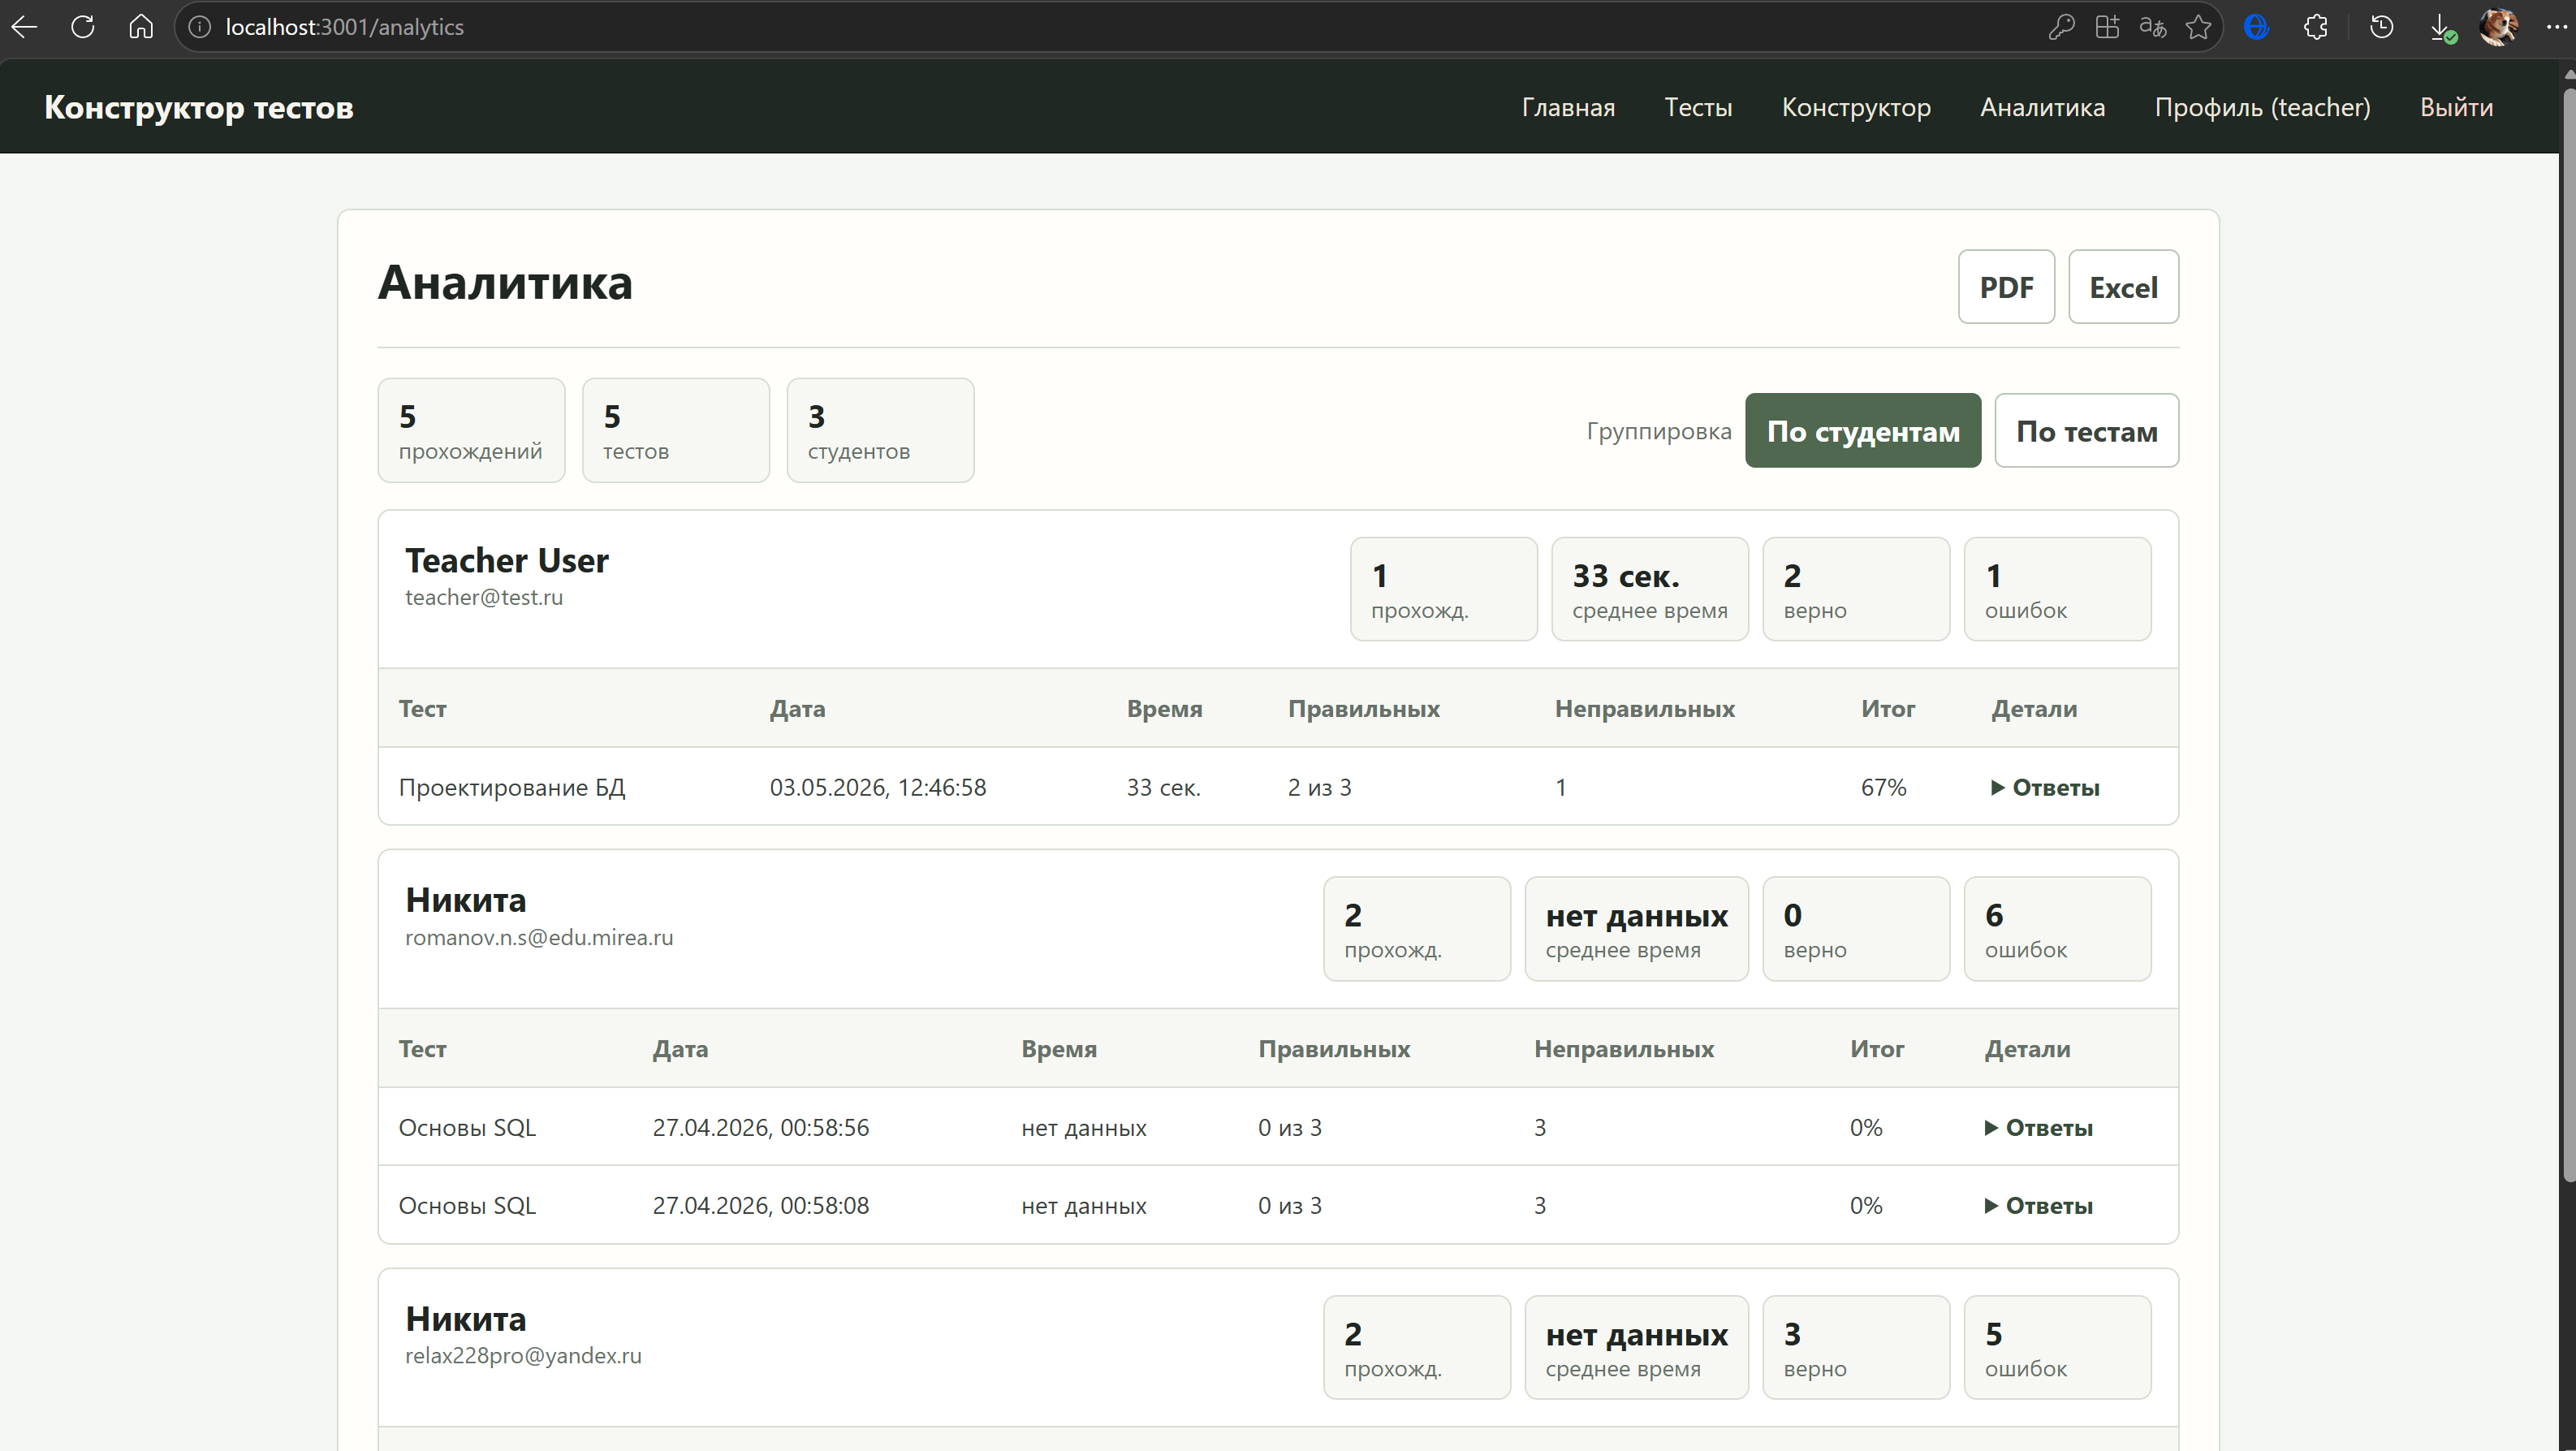 localhost:3001/analytics
Конструктор тестов
Главная Тесты Конструктор Аналитика Профиль (teacher) Выйти
Аналитика
PDF Excel
5 прохождений
5 тестов
3 студентов
Группировка По студентам По тестам
Teacher User
teacher@test.ru
1 прохожд.
33 сек. среднее время
2 верно
1 ошибок
Тест Дата Время Правильных Неправильных Итог Детали
Проектирование БД 03.05.2026, 12:46:58 33 сек. 2 из 3 1 67% ▶ Ответы
Никита
romanov.n.s@edu.mirea.ru
2 прохожд.
нет данных среднее время
0 верно
6 ошибок
Тест Дата Время Правильных Неправильных Итог Детали
Основы SQL 27.04.2026, 00:58:56 нет данных 0 из 3 3 0% ▶ Ответы
Основы SQL 27.04.2026, 00:58:08 нет данных 0 из 3 3 0% ▶ Ответы
Никита
relax228pro@yandex.ru
2 прохожд.
нет данных среднее время
3 верно
5 ошибок